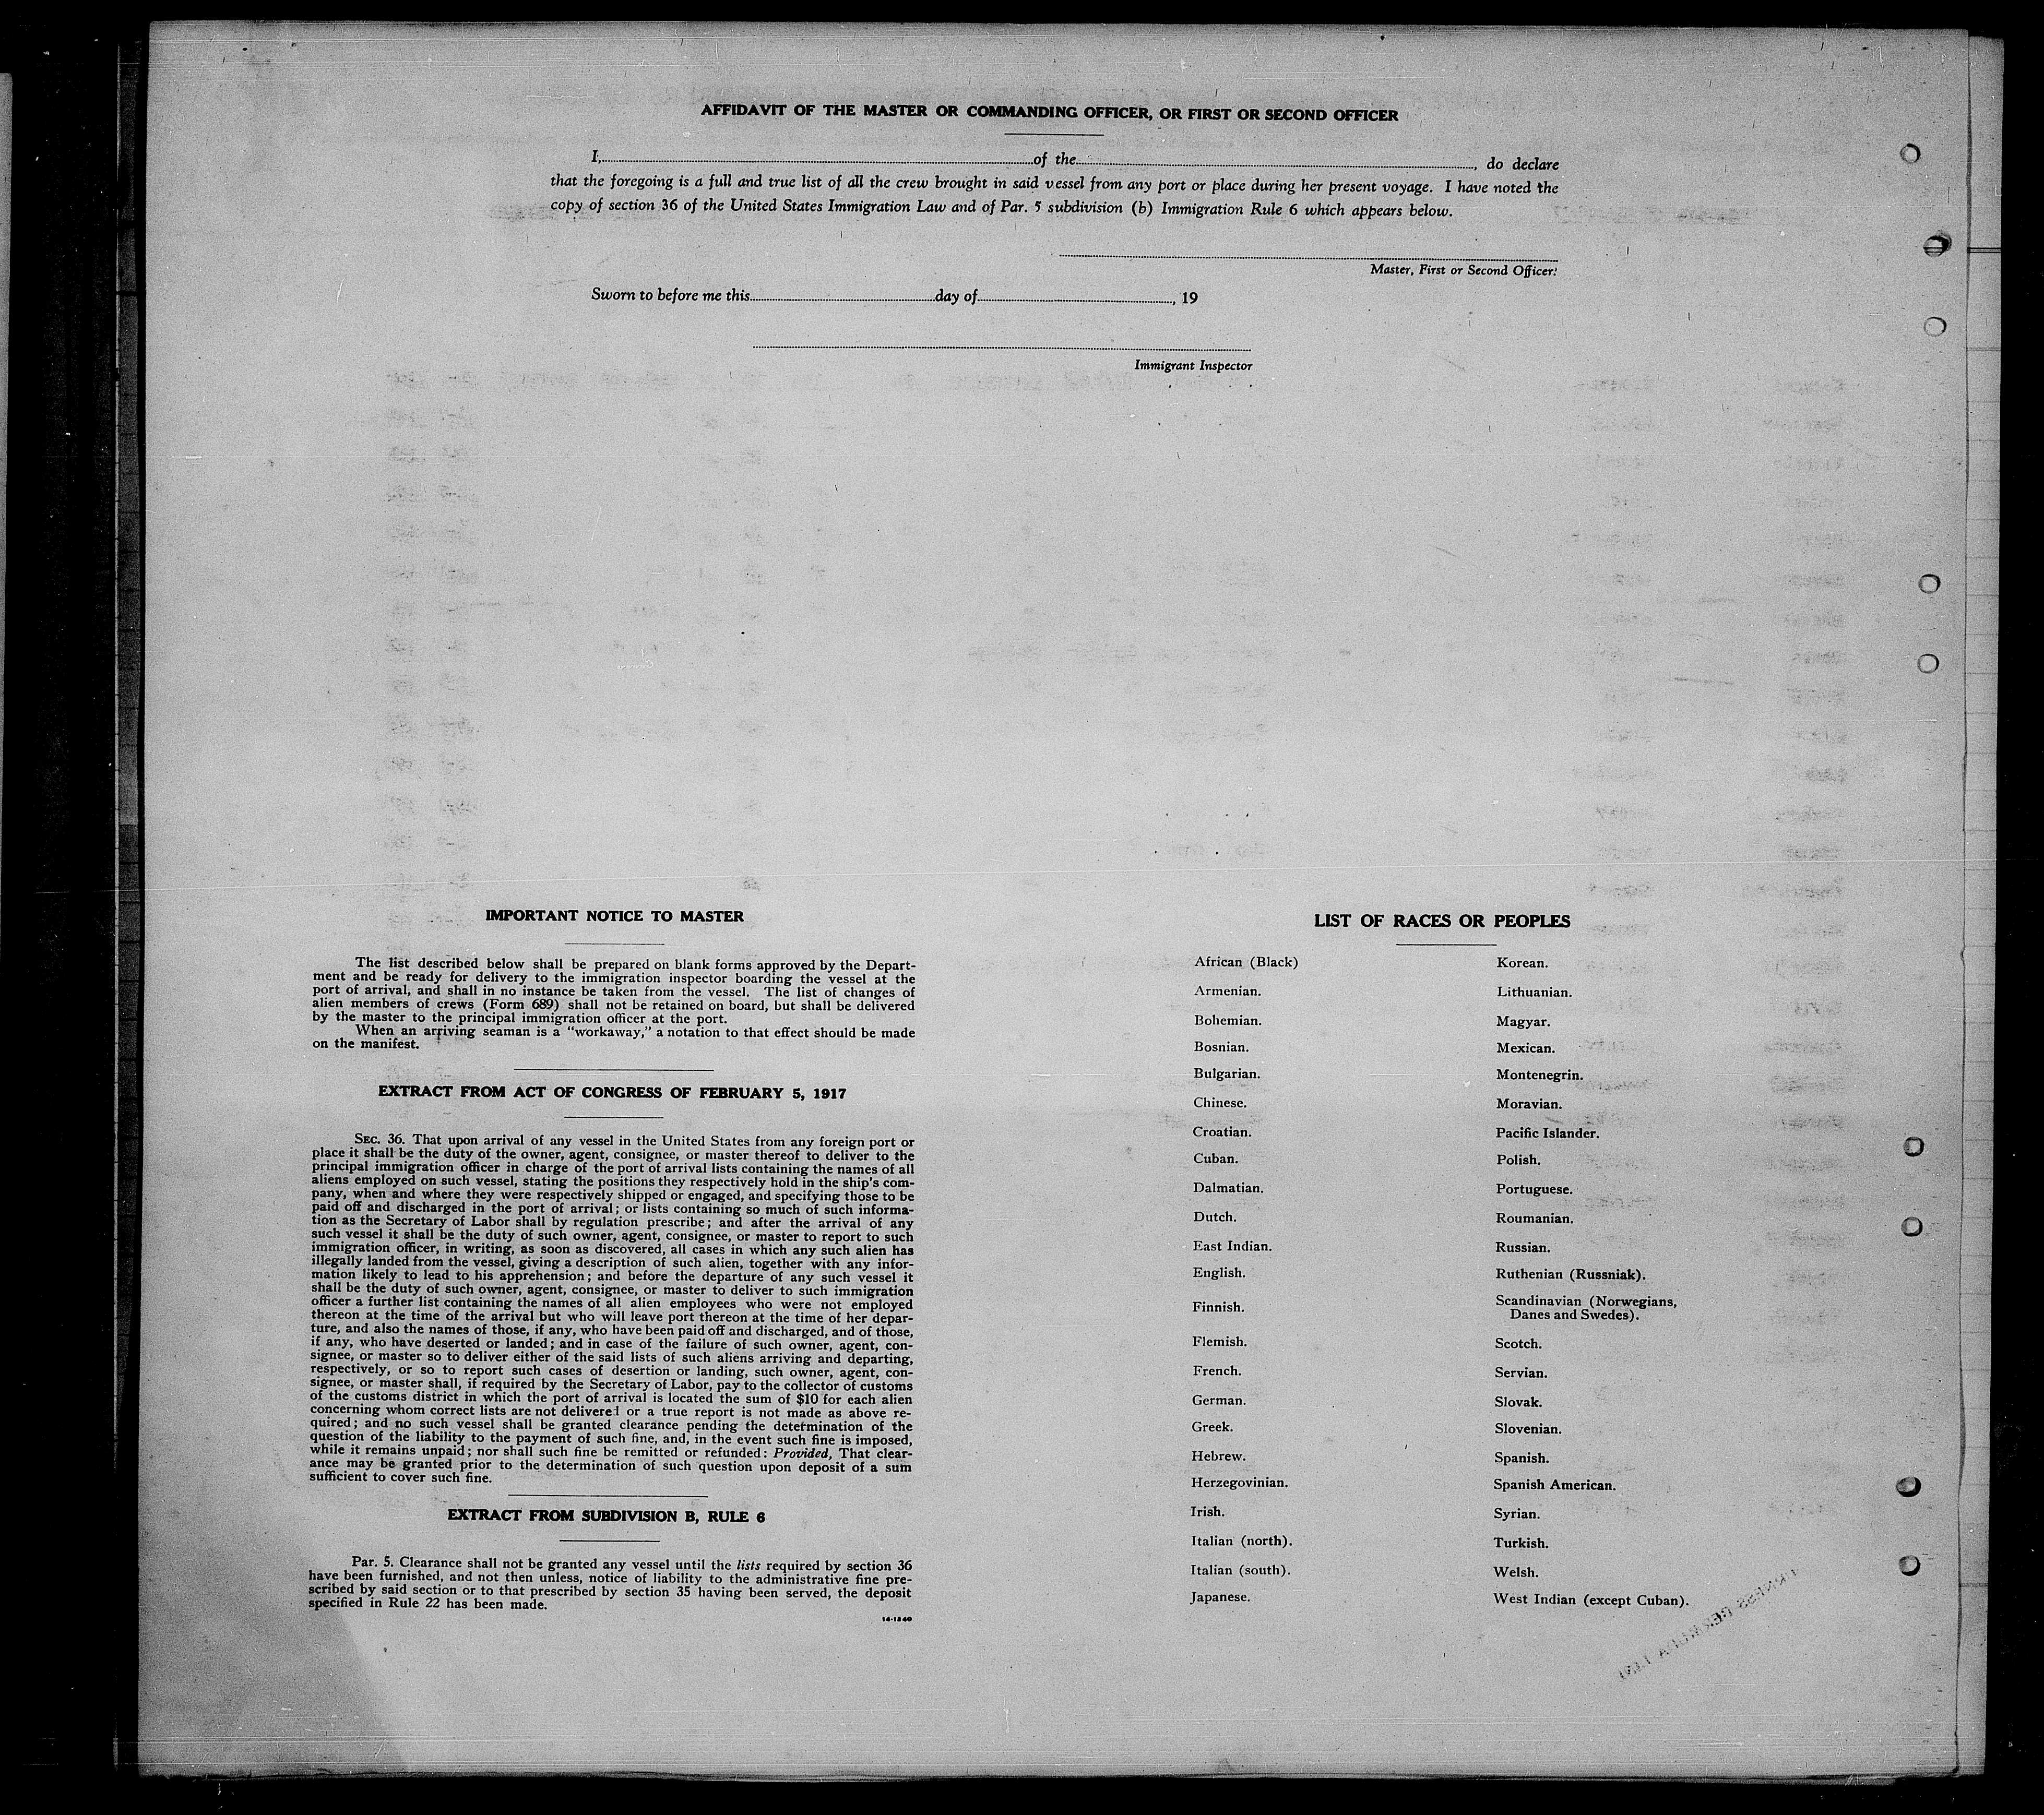 AFFIDAVIT OF THE MASTER OR COMMANDING OFFICER, OR FIRST OR SECOND OFFICER
I, of the , do declare
that the foregoing is a full and true list of all the crew brought in said vessel from any port or place during her present voyage. I have noted the
copy of section 36 of the United States Immigration Law and of Par. 5 subdivision (b) Immigration Rule 6 which appears below.
Master, First or Second Officer.
Sworn to before me this day of , 19
Immigrant Inspector
IMPORTANT NOTICE TO MASTER
The list described below shall be prepared on blank forms approved by the Depart-
ment and be ready for delivery to the immigration inspector boarding the vessel at the
port of arrival, and shall in no instance be taken from the vessel. The list of changes of
alien members of crews (Form 689) shall not be retained on board, but shall be delivered
by the master to the principal immigration officer at the port.
When an arriving seaman is a "workaway," a notation to that effect should be made
on the manifest.
EXTRACT FROM ACT OF CONGRESS OF FEBRUARY 5, 1917
SEC. 36. That upon arrival of any vessel in the United States from any foreign port or
place it shall be the duty of the owner, agent, consignee, or master thereof to deliver to the
principal immigration officer in charge of the port of arrival lists containing the names of all
aliens employed on such vessel, stating the positions they respectively hold in the ship's com-
pany, when and where they were respectively shipped or engaged, and specifying those to be
paid off and discharged in the port of arrival; or lists containing so much of such informa-
tion as the Secretary of Labor shall by regulation prescribe; and after the arrival of any
such vessel it shall be the duty of such owner, agent, consignee, or master to report to such
immigration officer, in writing, as soon as discovered, all cases in which any such alien has
illegally landed from the vessel, giving a description of such alien, together with any infor-
mation likely to lead to his apprehension; and before the departure of any such vessel it
shall be the duty of such owner, agent, consignee, or master to deliver to such immigration
officer a further list containing the names of all alien employees who were not employed
thereon at the time of the arrival but who will leave port thereon at the time of her depar-
ture, and also the names of those, if any, who have been paid off and discharged, and of those,
if any, who have deserted or landed; and in case of the failure of such owner, agent, con-
signee, or master so to deliver either of the said lists of such aliens arriving and departing,
respectively, or so to report such cases of desertion or landing, such owner, agent, con-
signee, or master shall, if required by the Secretary of Labor, pay to the collector of customs
of the customs district in which the port of arrival is located the sum of $10 for each alien
concerning whom correct lists are not delivered or a true report is not made as above re-
quired; and no such vessel shall be granted clearance pending the determination of the
question of the liability to the payment of such fine, and, in the event such fine is imposed,
while it remains unpaid; nor shall such fine be remitted or refunded: Provided, That clear-
ance may be granted prior to the determination of such question upon deposit of a sum
sufficient to cover such fine.
EXTRACT FROM SUBDIVISION B, RULE 6
Par. 5. Clearance shall not be granted any vessel until the lists required by section 36
have been furnished, and not then unless, notice of liability to the administrative fine pre-
scribed by said section or to that prescribed by section 35 having been served, the deposit
specified in Rule 22 has been made.
14-1240
LIST OF RACES OR PEOPLES
African (Black)
Armenian.
Bohemian.
Bosnian.
Bulgarian.
Chinese.
Croatian.
Cuban.
Dalmatian.
Dutch.
East Indian.
English.
Finnish.
Flemish.
French.
German.
Greek.
Hebrew.
Herzegovinian.
Irish.
Italian (north).
Italian (south).
Japanese.
Korean.
Lithuanian.
Magyar.
Mexican.
Montenegrin.
Moravian.
Pacific Islander.
Polish.
Portuguese.
Roumanian.
Russian.
Ruthenian (Russniak).
Scandinavian (Norwegians,
Danes and Swedes).
Scotch.
Servian.
Slovak.
Slovenian.
Spanish.
Spanish American.
Syrian.
Turkish.
Welsh.
West Indian (except Cuban).